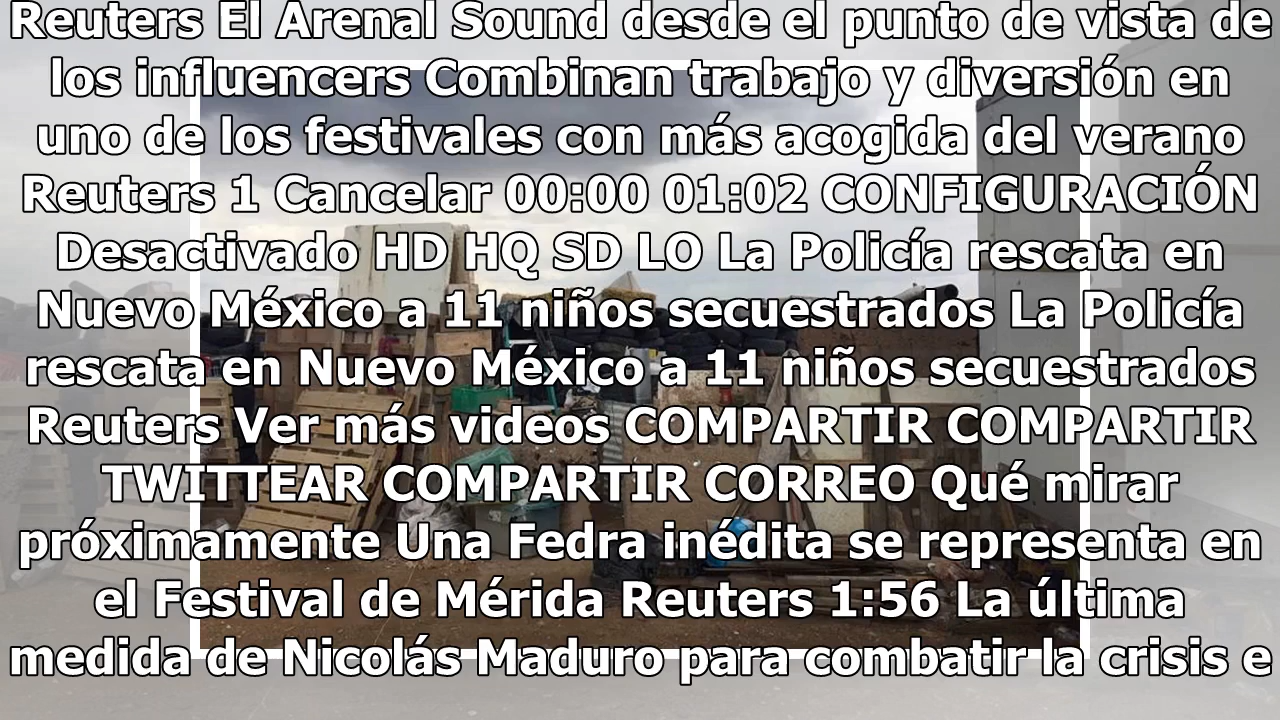 Reuters El Arenal Sound desde el punto de vista de
los influencers Combinan trabajo y diversión en
uno de los festivales con más acogida del verano
Reuters 1 Cancelar 00:00 01:02 CONFIGURACIÓN
Desactivado HD HQ SD LO La Policía rescata en
Nuevo México a 11 niños secuestrados La Policía
rescata en Nuevo México a 11 niños secuestrados
Reuters Ver más videos COMPARTIR COMPARTIR
TWITTEAR COMPARTIR CORREO Qué mirar
próximamente Una Fedra inédita se representa en
el Festival de Mérida Reuters 1:56 La última
medida de Nicolás Maduro para combatir la crisis e